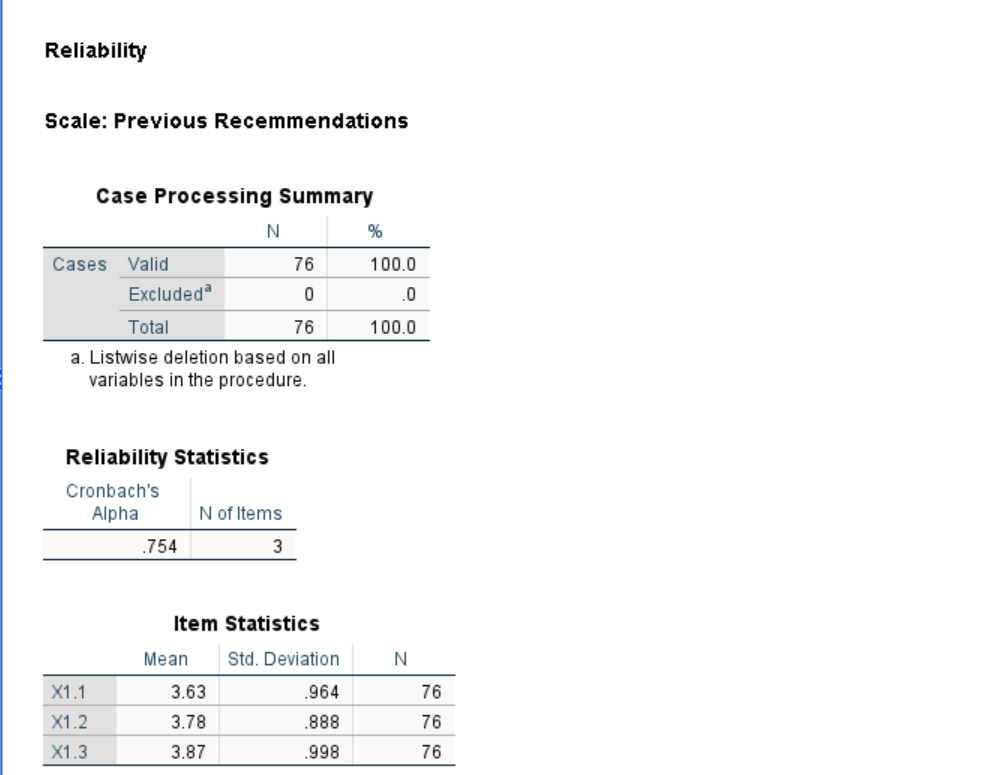 Reliability
Scale: Previous Recemmendations
Case Processing Summary
N %
Cases Valid 76 100.0
Excludedª 0 .0
Total 76 100.0
a. Listwise deletion based on all
variables in the procedure.
Reliability Statistics
Cronbach's
Alpha N of Items
.754 3
Item Statistics
Mean Std. Deviation N
X1.1 3.63 .964 76
X1.2 3.78 .888 76
X1.3 3.87 .998 76